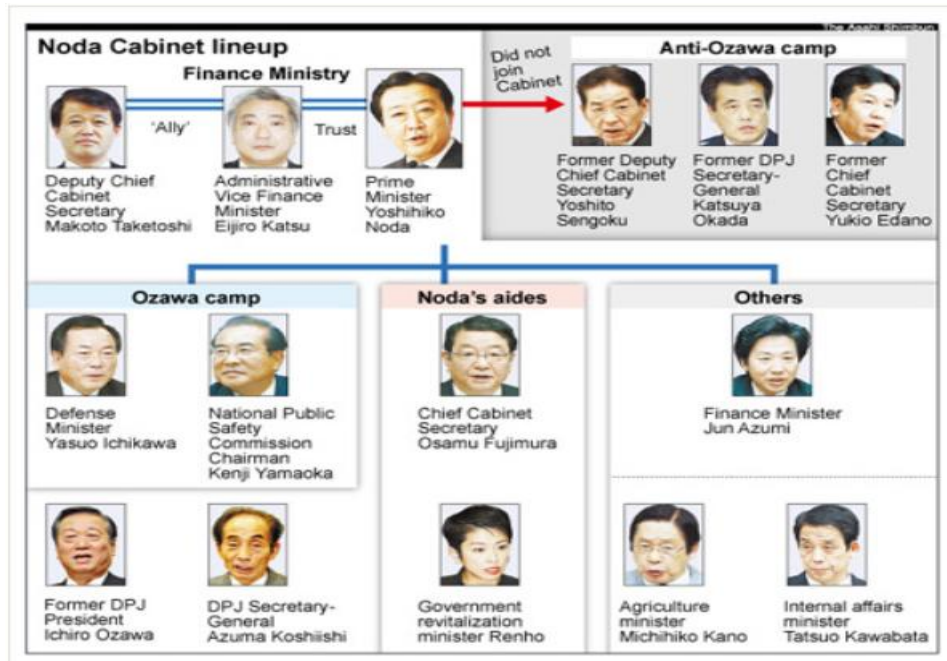 The Asahi Shimbun
Noda Cabinet lineup
Finance Ministry
'Ally'
Trust
Deputy Chief
Cabinet
Secretary
Makoto Taketoshi
Administrative
Vice Finance
Minister
Eijiro Katsu
Prime
Minister
Yoshihiko
Noda
Did not
join
Cabinet
Anti-Ozawa camp
Former Deputy
Chief Cabinet
Secretary
Yoshito
Sengoku
Former DPJ
Secretary-
General
Katsuya
Okada
Former
Chief
Cabinet
Secretary
Yukio Edano
Ozawa camp
Defense
Minister
Yasuo Ichikawa
National Public
Safety
Commission
Chairman
Kenji Yamaoka
Former DPJ
President
Ichiro Ozawa
DPJ Secretary-
General
Azuma Koshiishi
Noda's aides
Chief Cabinet
Secretary
Osamu Fujimura
Government
revitalization
minister Renho
Others
Finance Minister
Jun Azumi
Agriculture
minister
Michihiko Kano
Internal affairs
minister
Tatsuo Kawabata